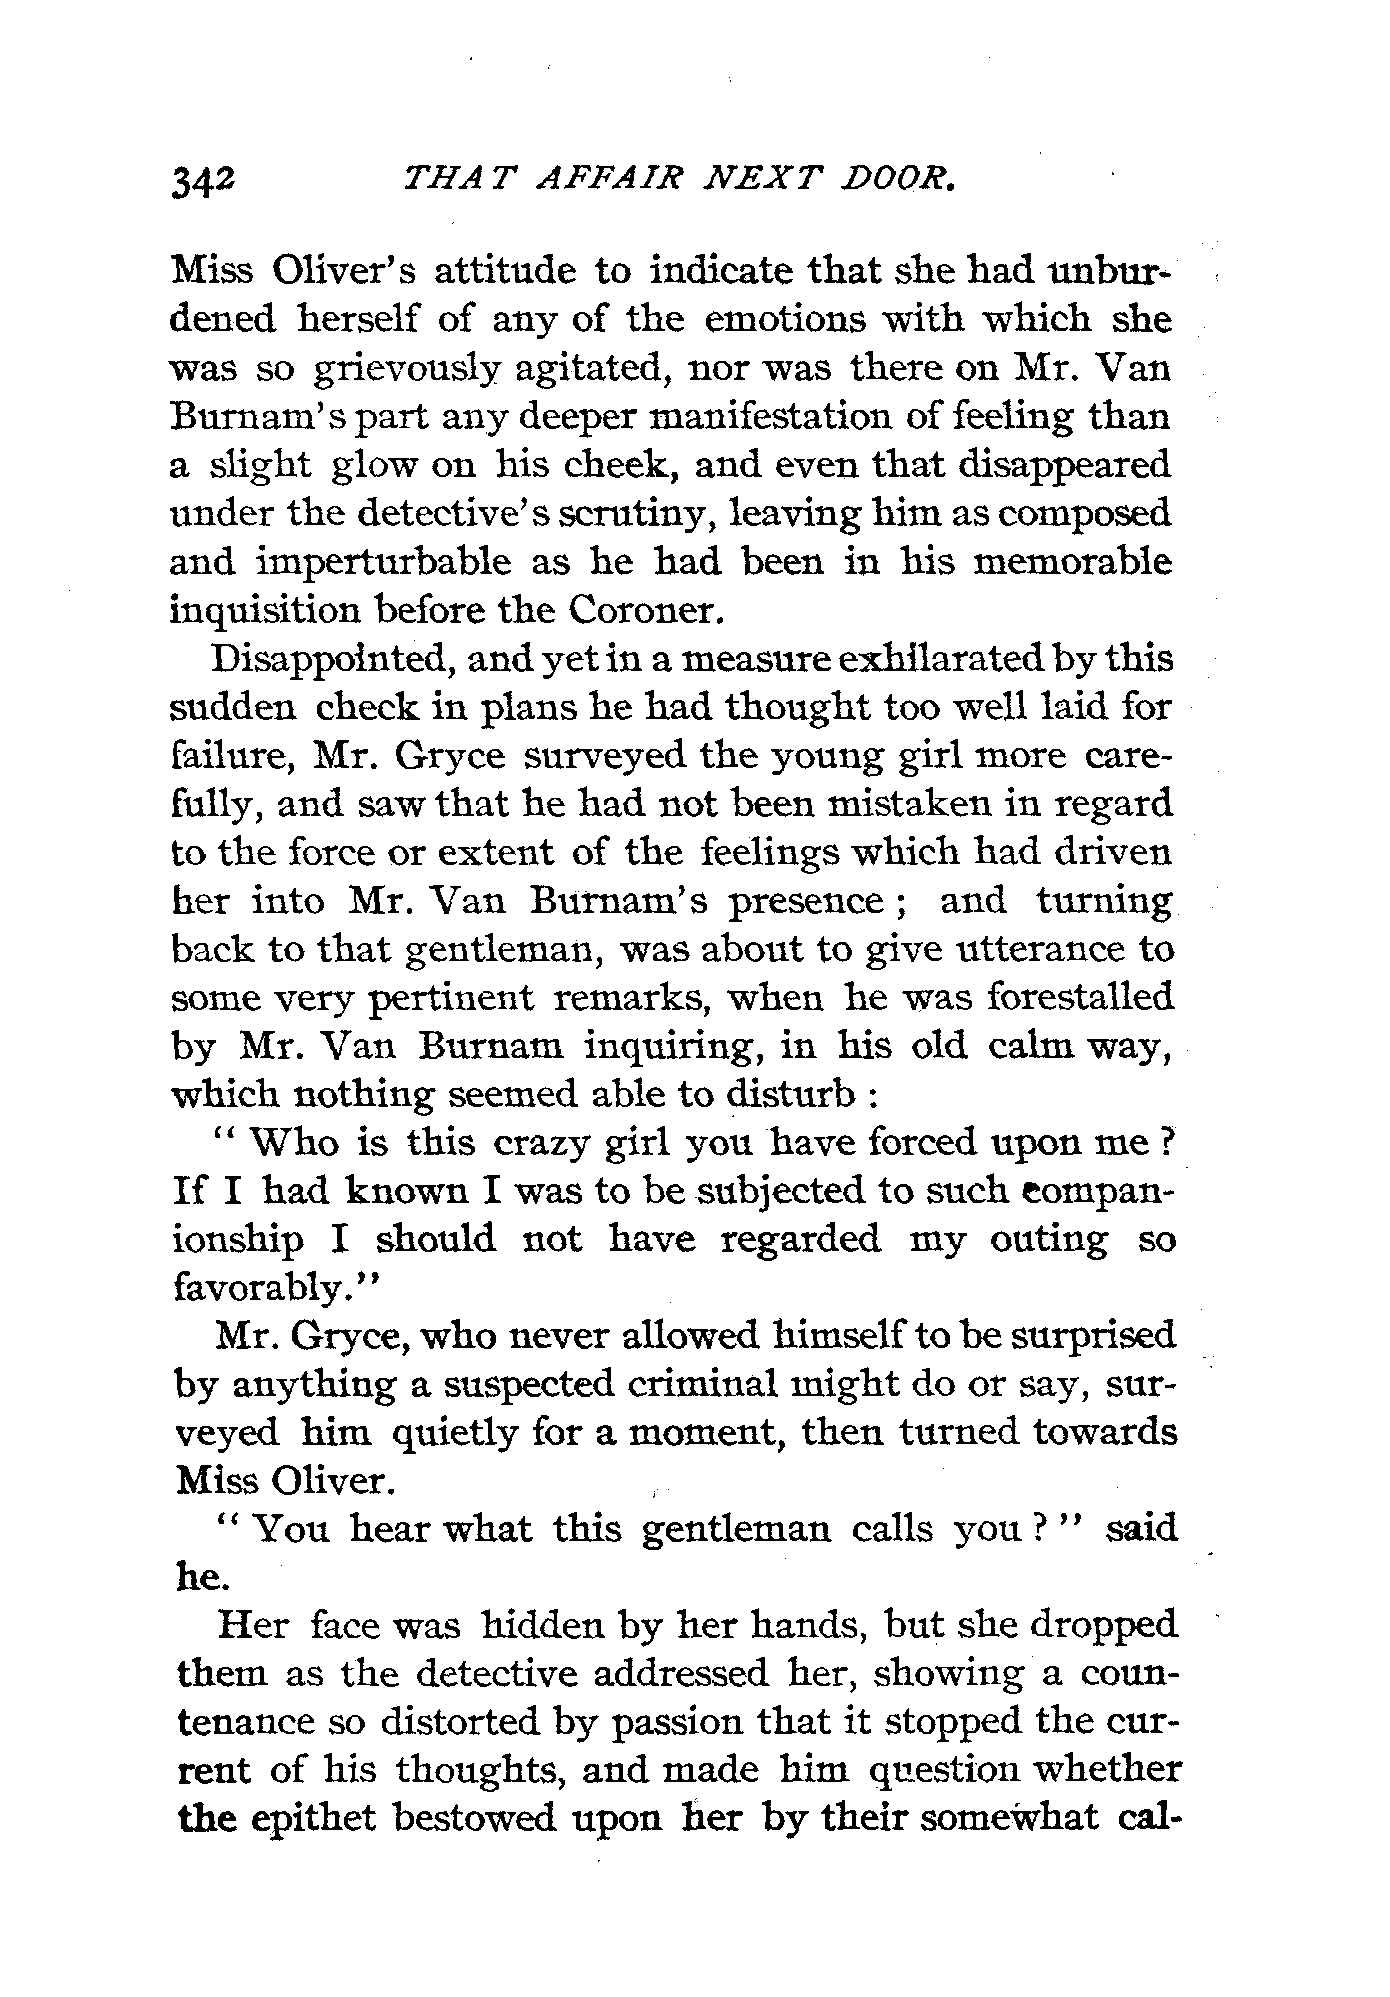 342 THAT AFFAIR NEXT DOOR.
Miss Oliver's attitude to indicate that she had unbur-
dened herself of any of the emotions with which she
was so grievously agitated, nor was there on Mr. Van
Burnam's part any deeper manifestation of feeling than
a slight glow on his cheek, and even that disappeared
under the detective's scrutiny, leaving him as composed
and imperturbable as he had been in his memorable
inquisition before the Coroner.
Disappointed, and yet in a measure exhilarated by this
sudden check in plans he had thought too well laid for
failure, Mr. Gryce surveyed the young girl more care-
fully, and saw that he had not been mistaken in regard
to the force or extent of the feelings which had driven
her into Mr. Van Burnam's presence ; and turning
back to that gentleman, was about to give utterance to
some very pertinent remarks, when he was forestalled
by Mr. Van Burnam inquiring, in his old calm way,
which nothing seemed able to disturb :
" Who is this crazy girl you have forced upon me ?
If I had known I was to be subjected to such compan-
ionship I should not have regarded my outing so
favorably."
Mr. Gryce, who never allowed himself to be surprised
by anything a suspected criminal might do or say, sur-
veyed him quietly for a moment, then turned towards
Miss Oliver.
" You hear what this gentleman calls you ? " said
he.
Her face was hidden by her hands, but she dropped
them as the detective addressed her, showing a coun-
tenance so distorted by passion that it stopped the cur-
rent of his thoughts, and made him question whether
the epithet bestowed upon her by their somewhat cal-